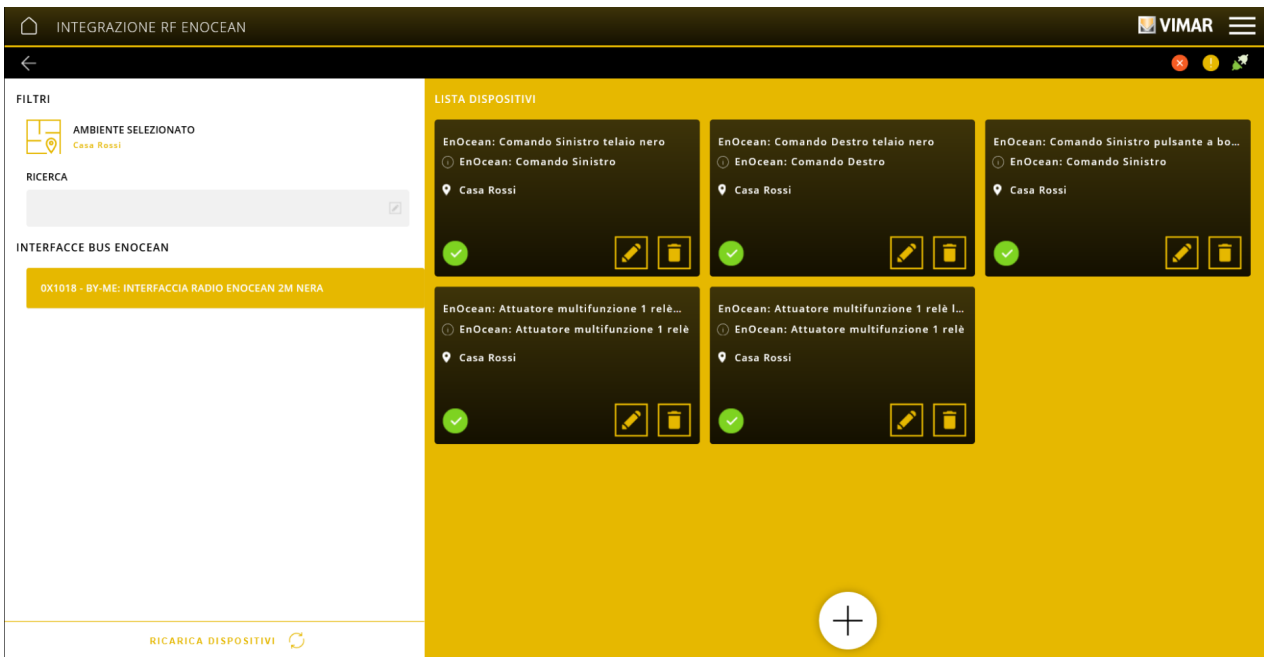 INTEGRAZIONE RF ENOCEAN
VIMAR
FILTRI
AMBIENTE SELEZIONATO
Casa Rossi
RICERCA
INTERFACCE BUS ENOCEAN
0X1018 - BY-ME: INTERFACCIA RADIO ENOCEAN 2M NERA
RICARICA DISPOSITIVI
LISTA DISPOSITIVI
EnOcean: Comando Sinistro telaio nero
EnOcean: Comando Sinistro
Casa Rossi
EnOcean: Comando Destro telaio nero
EnOcean: Comando Destro
Casa Rossi
EnOcean: Comando Sinistro pulsante a bo...
EnOcean: Comando Sinistro
Casa Rossi
EnOcean: Attuatore multifunzione 1 relè...
EnOcean: Attuatore multifunzione 1 relè
Casa Rossi
EnOcean: Attuatore multifunzione 1 relè l...
EnOcean: Attuatore multifunzione 1 relè
Casa Rossi